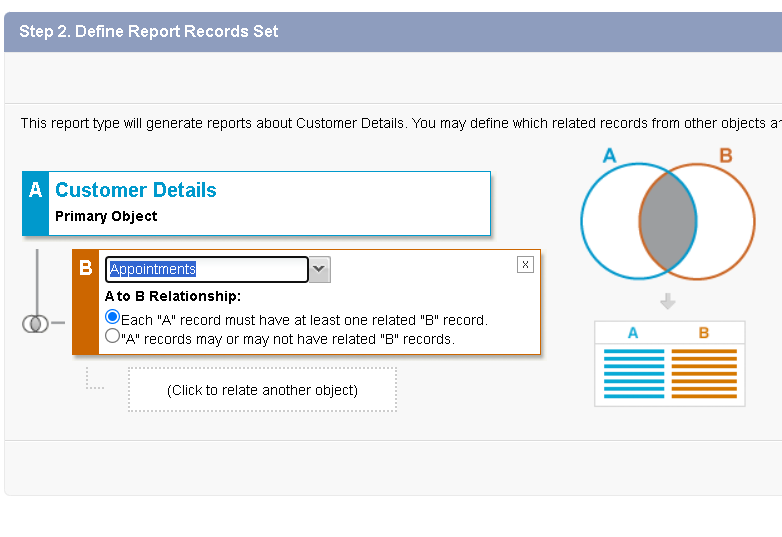 Step 2. Define Report Records Set
This report type will generate reports about Customer Details. You may define which related records from other objects
A Customer Details
Primary Object
B Appointments
x
A to B Relationship:
Each "A" record must have at least one related "B" record.
"A" records may or may not have related "B" records.
(Click to relate another object)
A B
A B